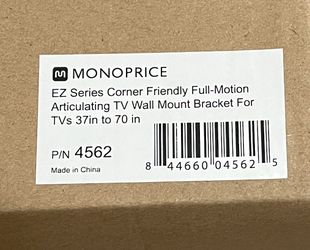 MONOPRICE
EZ Series Corner Friendly Full-Motion
Articulating TV Wall Mount Bracket For
TVs 37in to 70 in
P/N 4562
Made in China
8 44660 04562 5